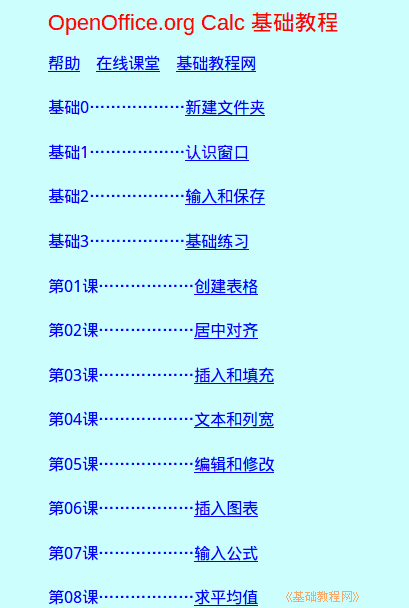 OpenOffice.org Calc 基础教程
帮助 在线课堂 基础教程网
基础0………………新建文件夹
基础1………………认识窗口
基础2………………输入和保存
基础3………………基础练习
第01课………………创建表格
第02课………………居中对齐
第03课………………插入和填充
第04课………………文本和列宽
第05课………………编辑和修改
第06课………………插入图表
第07课………………输入公式
第08课………………求平均值 《基础教程网》